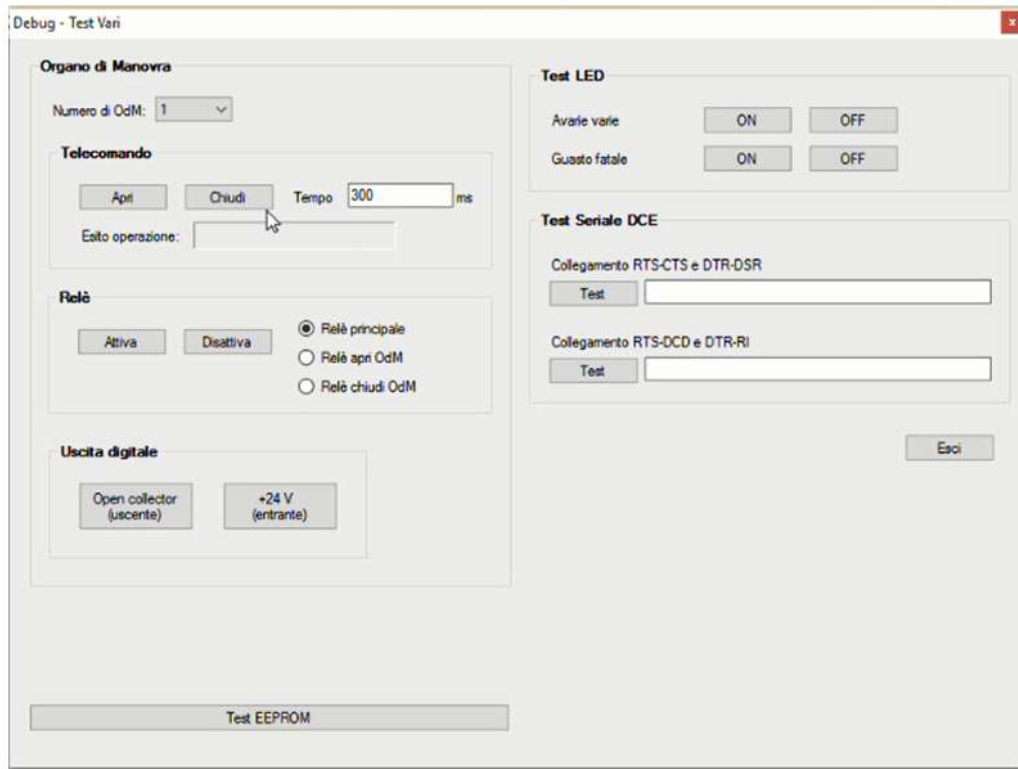 Debug - Test Vari
x
Organo di Manovra
Numero di OdM: 1
Telecomando
Apri
Chiudi
Tempo 300 ms
Esito operazione:
Relè
Attiva
Disattiva
Relè principale
Relè apri OdM
Relè chiudi OdM
Uscita digitale
Open collector
(uscente)
+24 V
(entrante)
Test EEPROM
Test LED
Avarie varie ON OFF
Guasto fatale ON OFF
Test Seriale DCE
Collegamento RTS-CTS e DTR-DSR
Test
Collegamento RTS-DCD e DTR-RI
Test
Esci